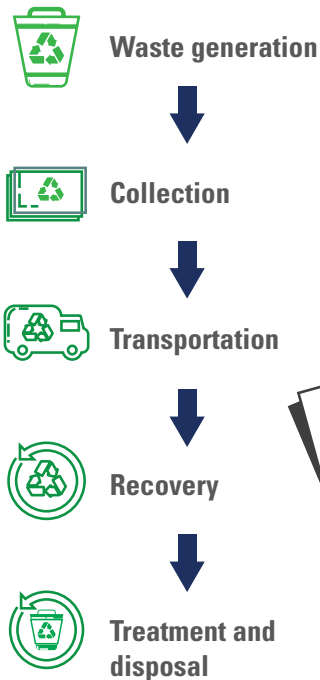 Waste generation
Collection
Transportation
Recovery
Treatment and
disposal